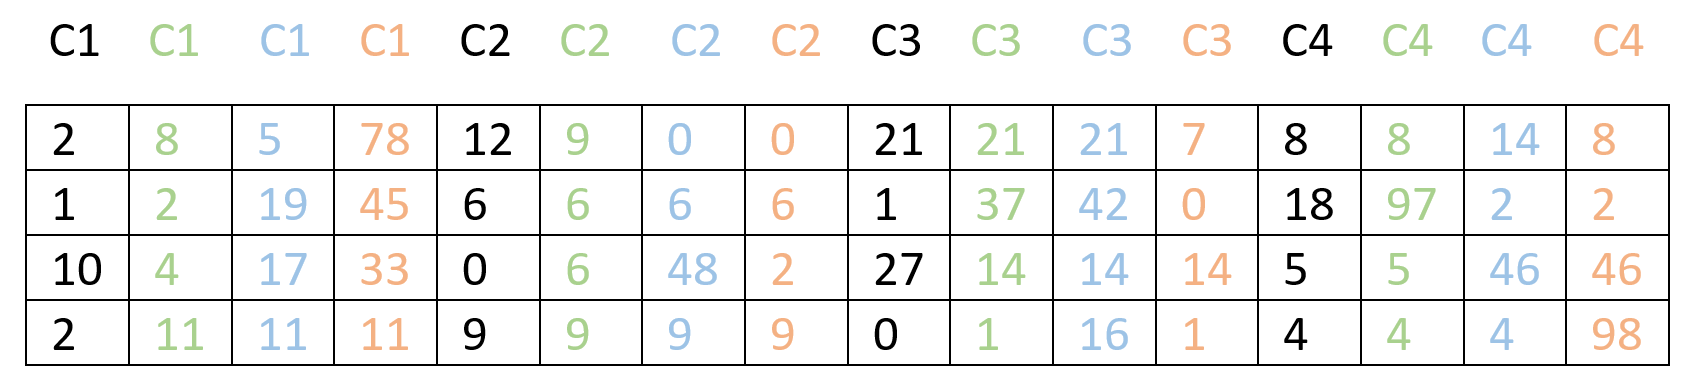 C1 C1 C1 C1 C2 C2 C2 C2 C3 C3 C3 C3 C4 C4 C4 C4
2 8 5 78 12 9 0 0 21 21 21 7 8 8 14 8
1 2 19 45 6 6 6 6 1 37 42 0 18 97 2 2
10 4 17 33 0 6 48 2 27 14 14 14 5 5 46 46
2 11 11 11 9 9 9 9 0 1 16 1 4 4 4 98